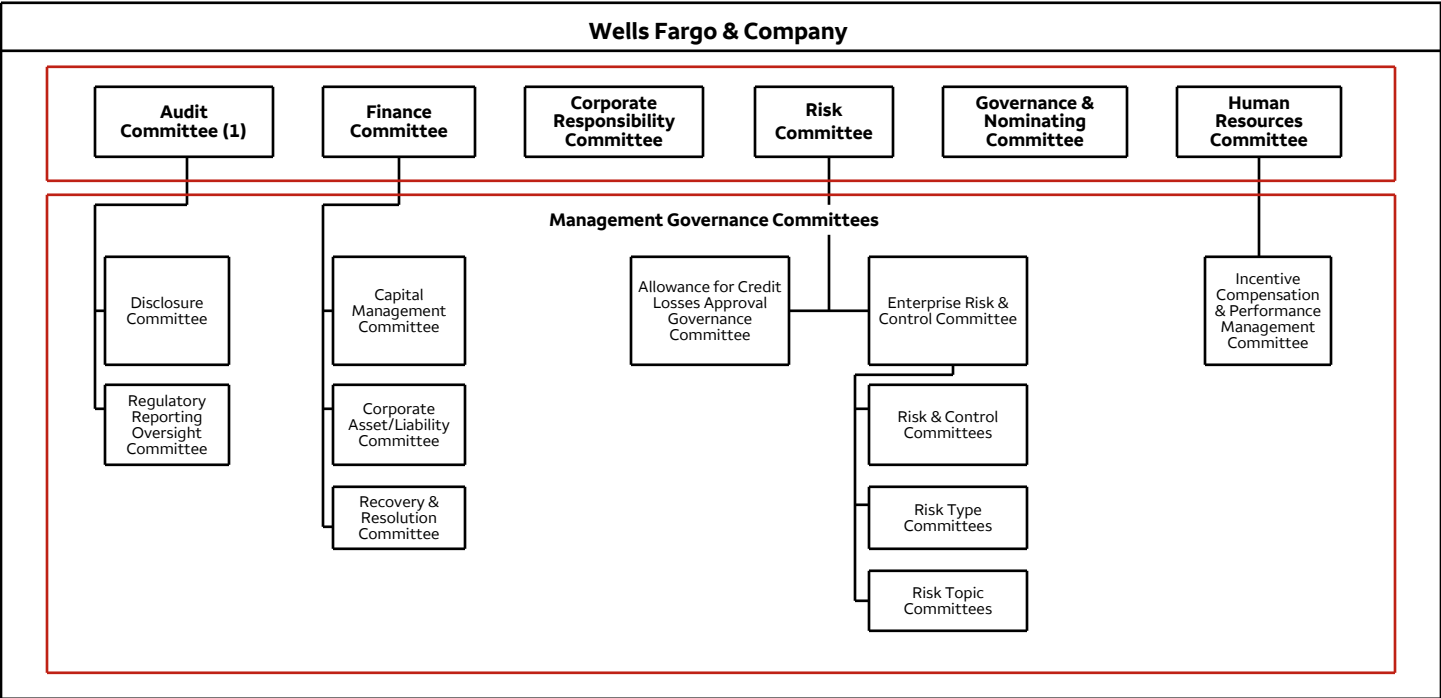 Wells Fargo & Company
Audit
Committee (1)
Finance
Committee
Corporate
Responsibility
Committee
Risk
Committee
Governance &
Nominating
Committee
Human
Resources
Committee
Management Governance Committees
Disclosure
Committee
Capital
Management
Committee
Allowance for Credit
Losses Approval
Governance
Committee
Enterprise Risk &
Control Committee
Incentive
Compensation
& Performance
Management
Committee
Regulatory
Reporting
Oversight
Committee
Corporate
Asset/Liability
Committee
Risk & Control
Committees
Recovery &
Resolution
Committee
Risk Type
Committees
Risk Topic
Committees